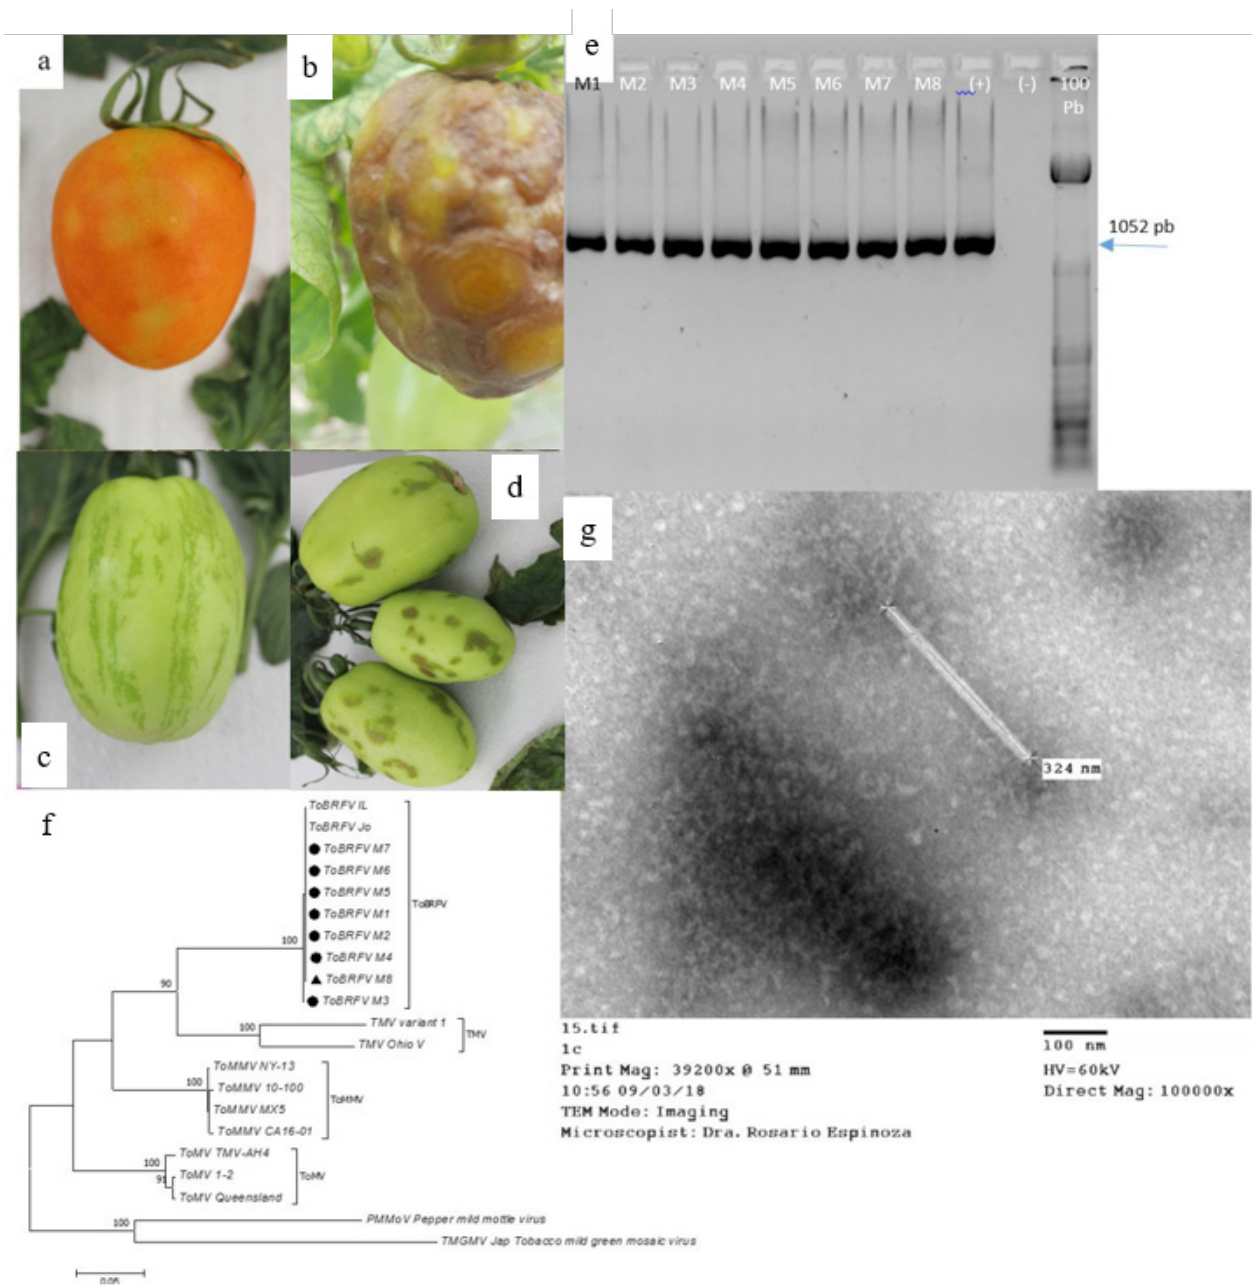 a
b
e
M1 M2 M3 M4 M5 M6 M7 M8 (+) (-) 100
Pb
1052 pb
c
d
g
324 nm
f
ToBRFV IL
ToBRFV Jo
ToBRFV M7
ToBRFV M6
ToBRFV M5
ToBRFV M1
ToBRFV M2
ToBRFV M4
ToBRFV M8
ToBRFV M3
ToBRFV
100
90
TMV variant 1
TMV Ohio V
TMV
100
ToMMV NY-13
ToMMV 10-100
ToMMV MX5
ToMMV CA16-01
ToMMV
100
ToMV TMV-AH4
ToMV 1-2
ToMV Queensland
ToMV
100
91
PMMoV Pepper mild mottle virus
TMGMV Jap Tobacco mild green mosaic virus
100
0.05
15.tif
1c
Print Mag: 39200x @ 51 mm
10:56 09/03/18
TEM Mode: Imaging
Microscopist: Dra. Rosario Espinoza
100 nm
HV=60kV
Direct Mag: 100000x